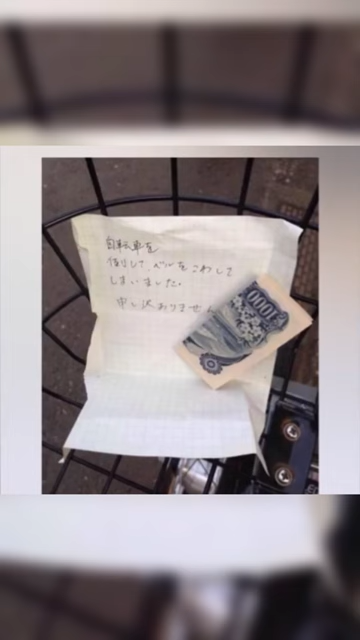 自転車を
倒して、ベルをこわして
しまいました。
申し訳ありません
1000